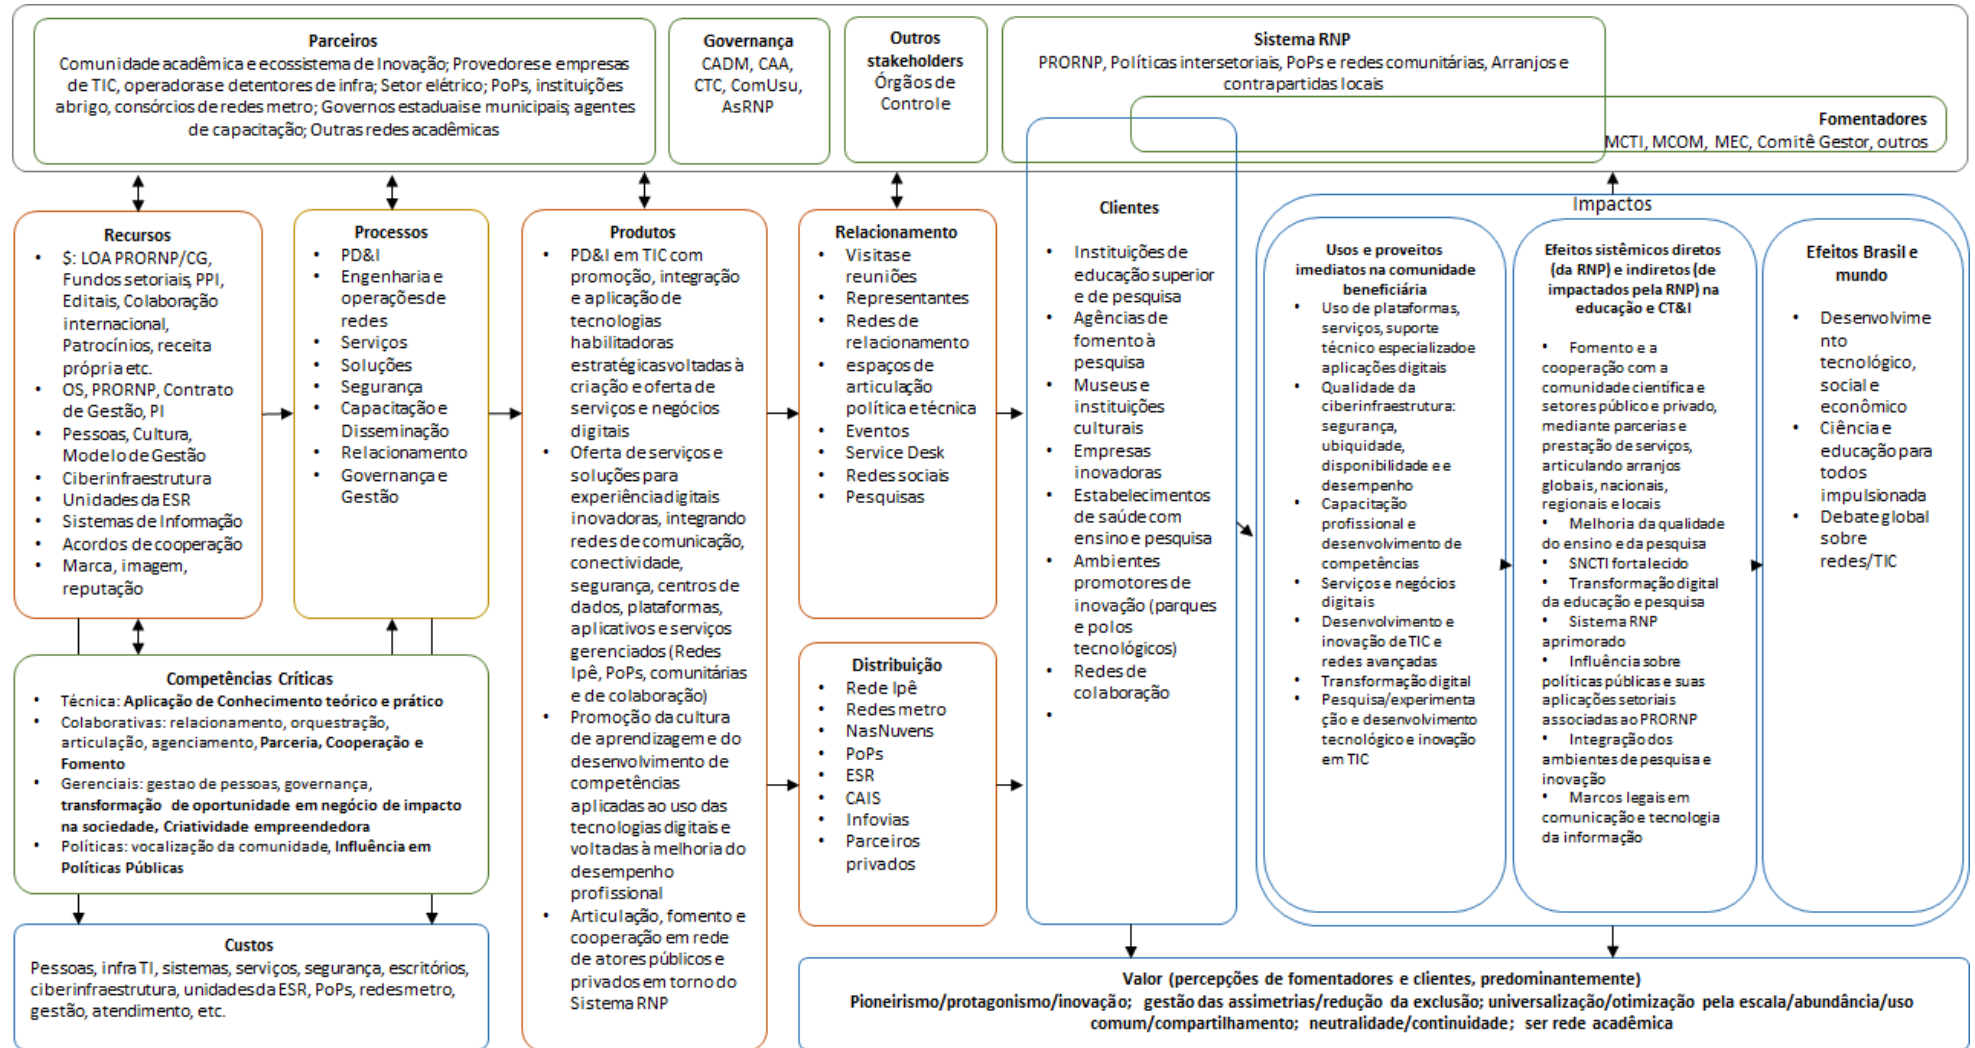 Parceiros
Comunidade acadêmica e ecossistema de Inovação; Provedores e empresas
de TIC, operadoras e detentores de infra; Setor elétrico; PoPs, instituições
abrigo, consórcios de redes metro; Governos estaduais e municipais; agentes
de capacitação; Outras redes acadêmicas
Governança
CADM, CAA,
CTC, ComUsu,
AsRNP
Outros
stakeholders
Órgãos de
Controle
Sistema RNP
PRORNP, Políticas intersetoriais, PoPs e redes comunitárias, Arranjos e
contrapartidas locais
Fomentadores
MCTI, MCOM, MEC, Comitê Gestor, outros
Recursos
• $: LOA PRORNP/CG,
Fundos setoriais, PPI,
Editais, Colaboração
internacional,
Patrocínios, receita
própria etc.
• OS, PRORNP, Contrato
de Gestão, PI
• Pessoas, Cultura,
Modelo de Gestão
• Ciberinfraestrutura
• Unidades da ESR
• Sistemas de Informação
• Acordos de cooperação
• Marca, imagem,
reputação
Processos
• PD&I
• Engenharia e
operações de
redes
• Serviços
• Soluções
• Segurança
• Capacitação e
Disseminação
• Relacionamento
• Governança e
Gestão
Competências Críticas
• Técnica: Aplicação de Conhecimento teórico e prático
• Colaborativas: relacionamento, orquestração,
articulação, agenciamento, Parceria, Cooperação e
Fomento
• Gerenciais: gestao de pessoas, governança,
transformação de oportunidade em negócio de impacto
na sociedade, Criatividade empreendedora
• Políticas: vocalização da comunidade, Influência em
Políticas Públicas
Custos
Pessoas, infra TI, sistemas, serviços, segurança, escritórios,
ciberinfraestrutura, unidades da ESR, PoPs, redes metro,
gestão, atendimento, etc.
Produtos
• PD&I em TIC com
promoção, integração
e aplicação de
tecnologias
habilitadoras
estratégicas voltadas à
criação e oferta de
serviços e negócios
digitais
• Oferta de serviços e
soluções para
experiência digitais
inovadoras, integrando
redes de comunicação,
conectividade,
segurança, centros de
dados, plataformas,
aplicativos e serviços
gerenciados (Redes
Ipê, PoPs, comunitárias
e de colaboração)
• Promoção da cultura
de aprendizagem e do
desenvolvimento de
competências
aplicadas ao uso das
tecnologias digitais e
voltadas à melhoria do
desempenho
profissional
• Articulação, fomento e
cooperação em rede
de atores públicos e
privados em torno do
Sistema RNP
Relacionamento
• Visitas e
reuniões
• Representantes
• Redes de
relacionamento
• espaços de
articulação
política e técnica
• Eventos
• Service Desk
• Redes sociais
• Pesquisas
Distribuição
• Rede Ipê
• Redes metro
• NasNuvens
• PoPs
• ESR
• CAIS
• Infovias
• Parceiros
privados
Clientes
• Instituições de
educação superior
e de pesquisa
• Agências de
fomento à
pesquisa
• Museus e
instituições
culturais
• Empresas
inovadoras
• Estabelecimentos
de saúde com
ensino e pesquisa
• Ambientes
promotores de
inovação (parques
e polos
tecnológicos)
• Redes de
colaboração
•
Impactos
Usos e proveitos
imediatos na comunidade
beneficiária
• Uso de plataformas,
serviços, suporte
técnico especializado e
aplicações digitais
• Qualidade da
ciberinfraestrutura:
segurança,
ubiquidade,
disponibilidade e e
desempenho
• Capacitação
profissional e
desenvolvimento de
competências
• Serviços e negócios
digitais
• Desenvolvimento e
inovação de TIC e
redes avançadas
• Transformação digital
• Pesquisa/experimenta
ção e desenvolvimento
tecnológico e inovação
em TIC
Efeitos sistêmicos diretos
(da RNP) e indiretos (de
impactados pela RNP) na
educação e CT&I
• Fomento e a
cooperação com a
comunidade científica e
setores público e privado,
mediante parcerias e
prestação de serviços,
articulando arranjos
globais, nacionais,
regionais e locais
• Melhoria da qualidade
do ensino e da pesquisa
• SNCTI fortalecido
• Transformação digital
da educação e pesquisa
• Sistema RNP
aprimorado
• Influência sobre
políticas públicas e suas
aplicações setoriais
associadas ao PRORNP
• Integração dos
ambientes de pesquisa e
inovação
• Marcos legais em
comunicação e tecnologia
da informação
Efeitos Brasil e
mundo
• Desenvolvime
nto
tecnológico,
social e
econômico
• Ciência e
educação para
todos
impulsionada
• Debate global
sobre
redes/TIC
Valor (percepções de fomentadores e clientes, predominantemente)
Pioneirismo/protagonismo/inovação; gestão das assimetrias/redução da exclusão; universalização/otimização pela escala/abundância/uso
comum/compartilhamento; neutralidade/continuidade; ser rede acadêmica